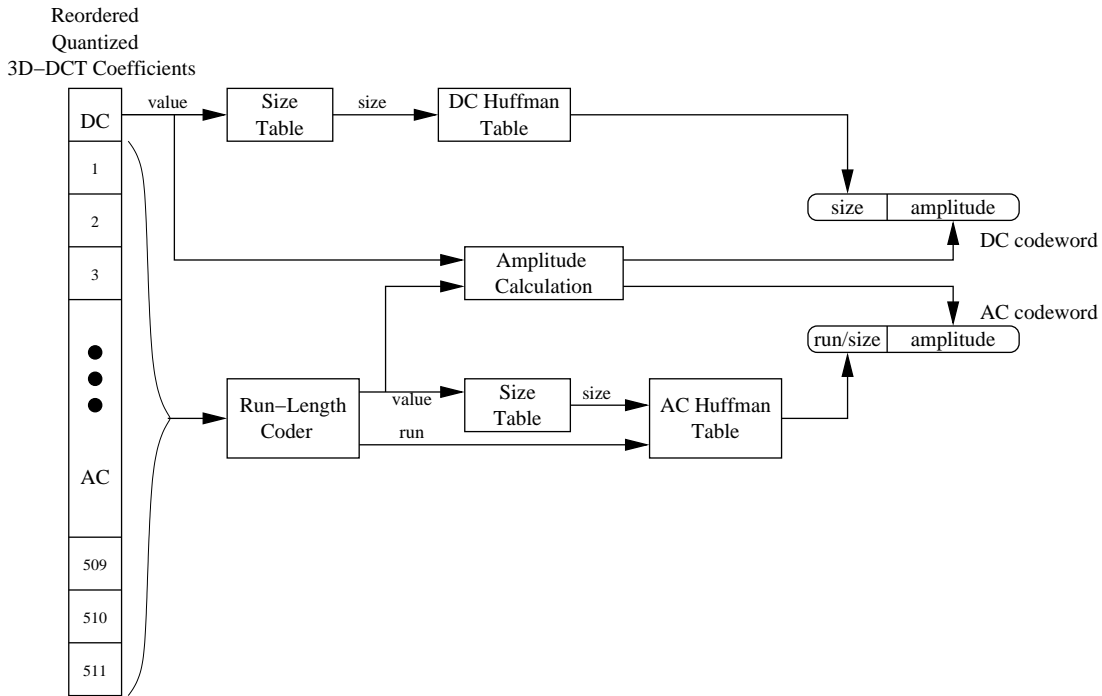 Reordered
Quantized
3D−DCT Coefficients
DC
value
Size
Table
size
DC Huffman
Table
1
2
size
amplitude
DC codeword
3
Amplitude
Calculation
AC codeword
run/size
amplitude
Run−Length
Coder
value
Size
Table
size
AC Huffman
Table
run
AC
509
510
511